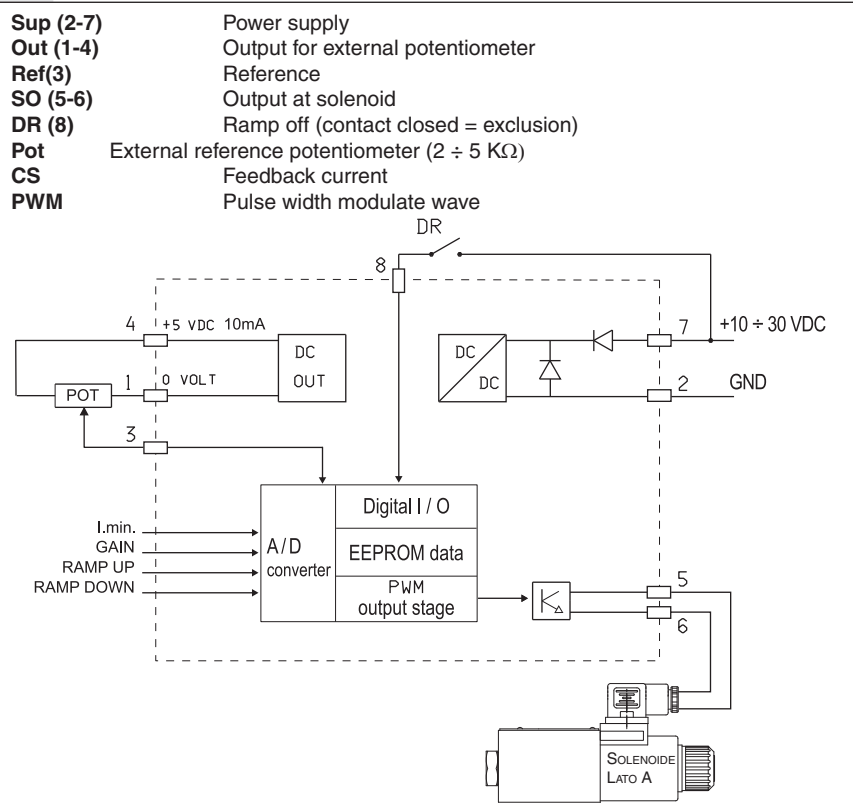 Sup (2-7) Power supply
Out (1-4) Output for external potentiometer
Ref(3) Reference
SO (5-6) Output at solenoid
DR (8) Ramp off (contact closed = exclusion)
Pot External reference potentiometer (2 ÷ 5 KΩ)
CS Feedback current
PWM Pulse width modulate wave
DR
8
4 +5 VDC 10mA
7 +10 ÷ 30 VDC
DC
OUT
DC
DC
1 0 VOLT
POT
2 GND
3
Digital I / O
I.min.
GAIN
RAMP UP
RAMP DOWN
A/D
converter
EEPROM data
PWM
output stage
5
6
SOLENOIDE
LATO A